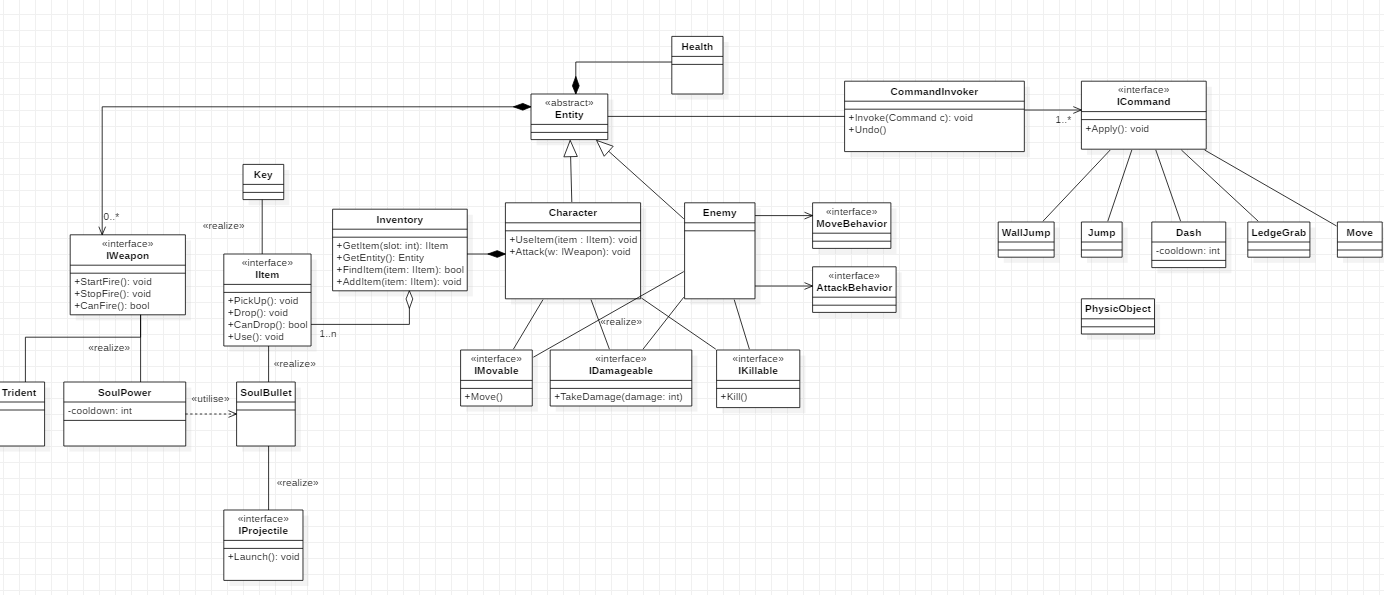 Health
«abstract»
Entity
CommandInvoker
+Invoke(Command c): void
+Undo()
«interface»
ICommand
+Apply(): void
1..*
Key
«realize»
0..*
«interface»
IWeapon
+StartFire(): void
+StopFire(): void
+CanFire(): bool
«interface»
IItem
+PickUp(): void
+Drop(): void
+CanDrop(): bool
+Use(): void
1..n
Inventory
+GetItem(slot: int): IItem
+GetEntity(): Entity
+FindItem(item: IItem): bool
+AddItem(item: IItem): void
Character
+UseItem(item : IItem): void
+Attack(w: IWeapon): void
Enemy
«interface»
MoveBehavior
«interface»
AttackBehavior
WallJump
Jump
Dash
-cooldown: int
LedgeGrab
Move
PhysicObject
«realize»
«realize»
«realize»
Trident
SoulPower
-cooldown: int
«utilise»
SoulBullet
«interface»
IMovable
+Move()
«interface»
IDamageable
+TakeDamage(damage: int)
«interface»
IKillable
+Kill()
«realize»
«interface»
IProjectile
+Launch(): void